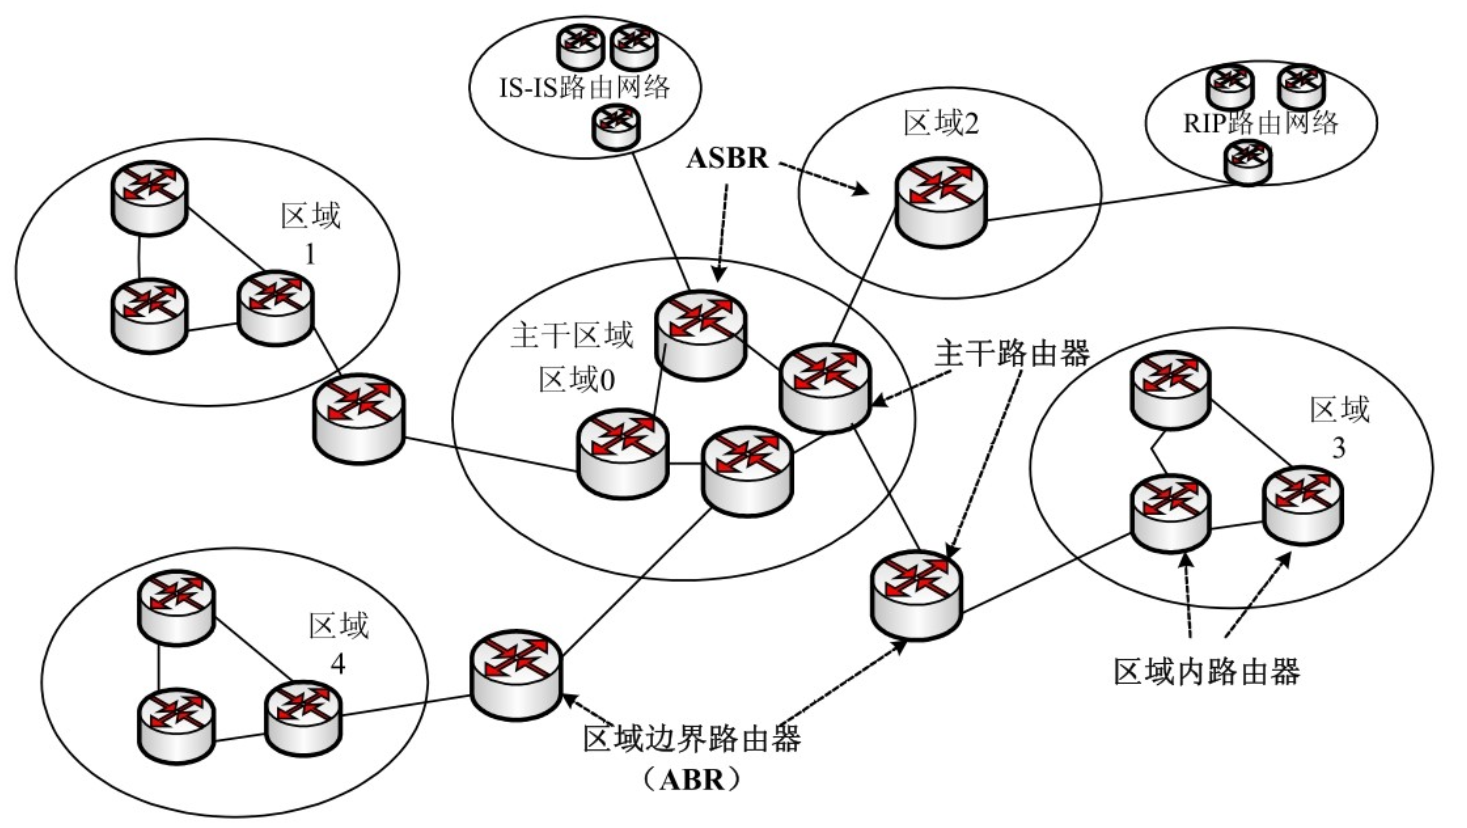 IS-IS路由网络
区域2
RIP路由网络
ASBR
区域
1
主干区域
区域0
主干路由器
区域
3
区域
4
区域内路由器
区域边界路由器
（ABR）